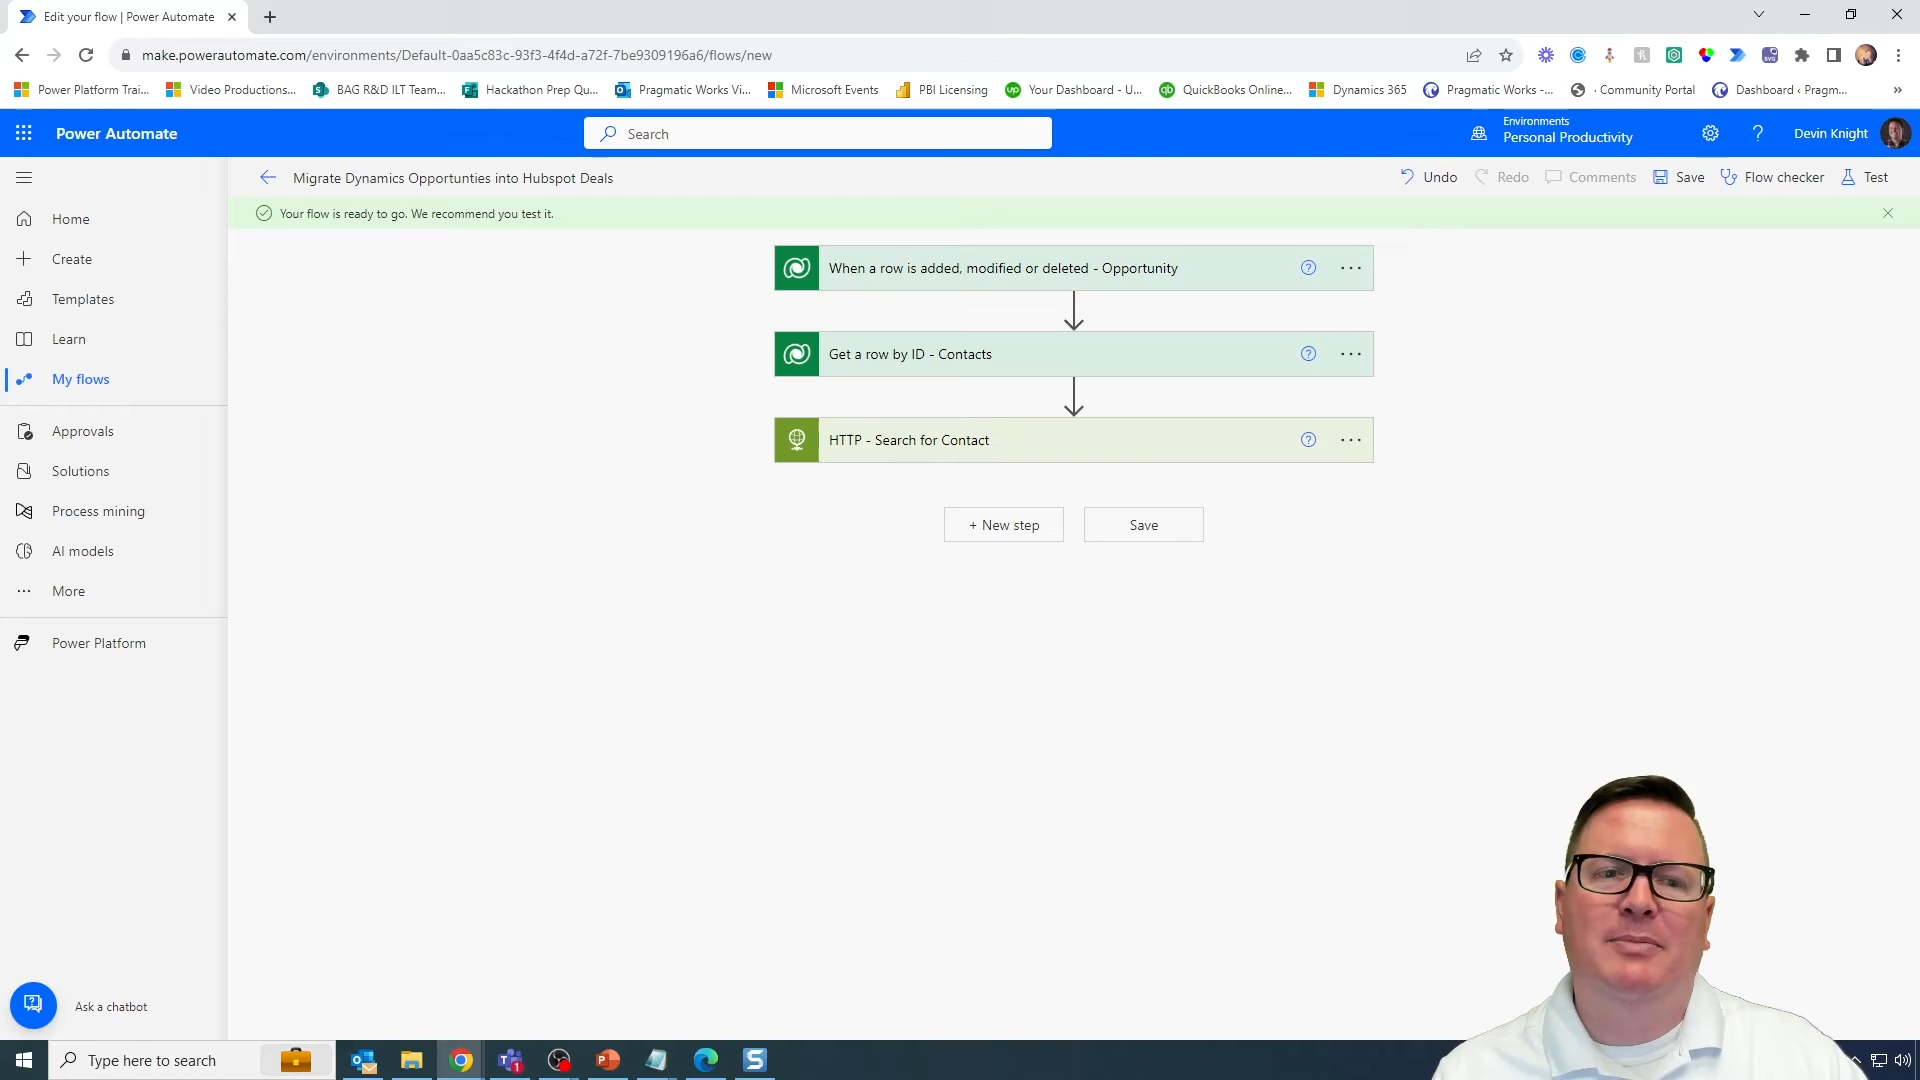 Edit your flow | Power Automate
make.powerautomate.com/environments/Default-0aa5c83c-93f3-4f4d-a72f-7be9309196a6/flows/new
Power Platform Trai...
Video Productions...
BAG R&D ILT Team...
Hackathon Prep Qu...
Pragmatic Works Vi...
Microsoft Events
PBI Licensing
Your Dashboard - U...
QuickBooks Online...
Dynamics 365
Pragmatic Works -...
· Community Portal
Dashboard ‹ Pragm...
Power Automate
Search
Environments
Personal Productivity
Devin Knight
Migrate Dynamics Opportunties into Hubspot Deals
Undo
Redo
Comments
Save
Flow checker
Test
Your flow is ready to go. We recommend you test it.
Home
Create
Templates
Learn
My flows
Approvals
Solutions
Process mining
AI models
More
Power Platform
When a row is added, modified or deleted - Opportunity
Get a row by ID - Contacts
HTTP - Search for Contact
+ New step
Save
Ask a chatbot
Type here to search